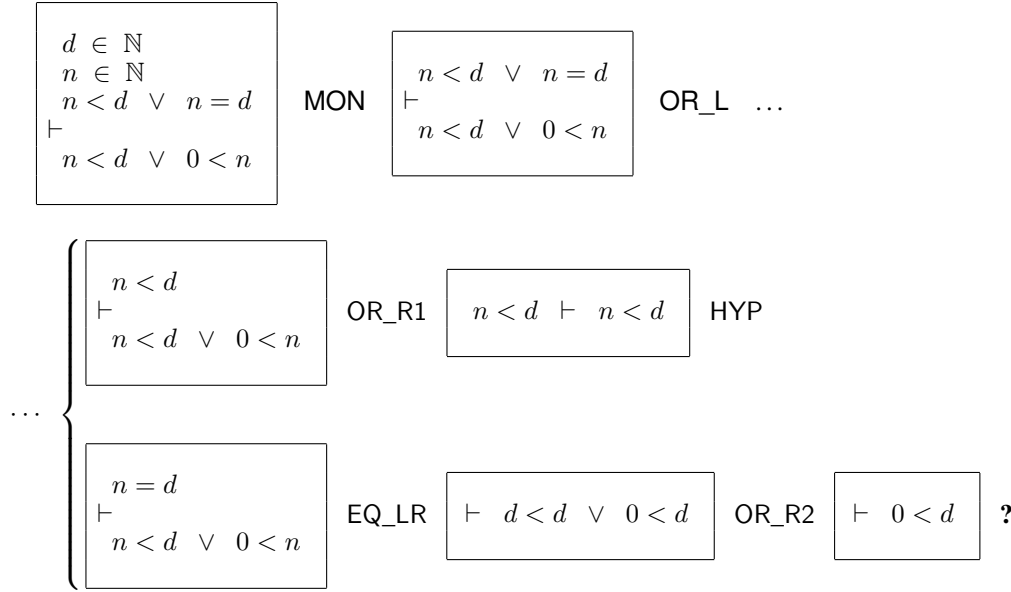 d ∈ ℕ
n ∈ ℕ
n < d ∨ n = d
⊢
n < d ∨ 0 < n
MON
n < d ∨ n = d
⊢
n < d ∨ 0 < n
OR_L ...
...
n < d
⊢
n < d ∨ 0 < n
OR_R1
n < d ⊢ n < d
HYP
n = d
⊢
n < d ∨ 0 < n
EQ_LR
⊢ d < d ∨ 0 < d
OR_R2
⊢ 0 < d
?